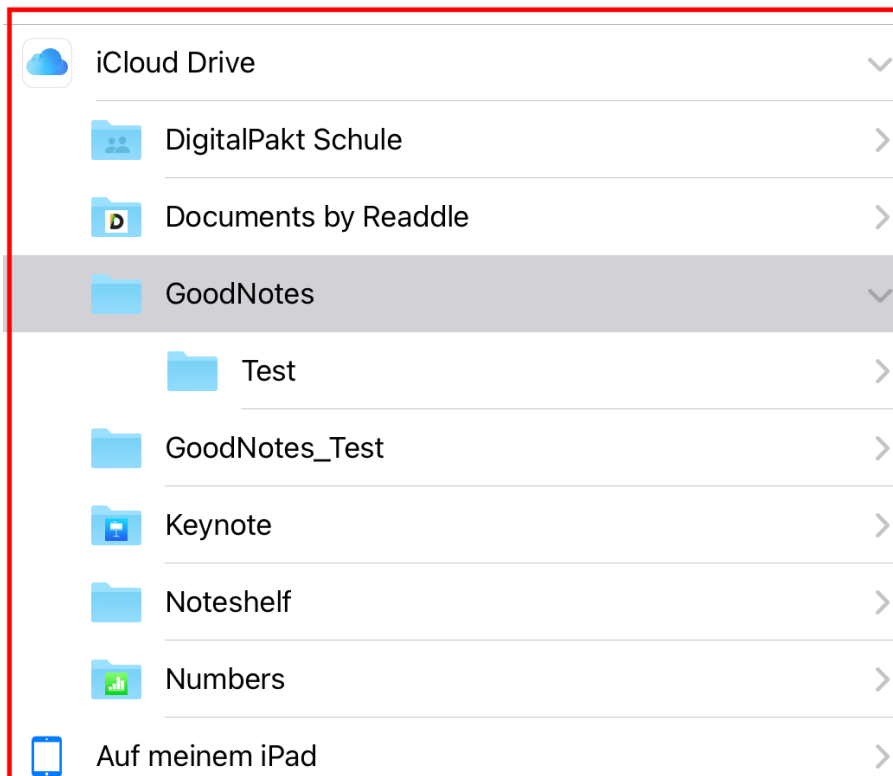 iCloud Drive
DigitalPakt Schule
Documents by Readdle
GoodNotes
Test
GoodNotes_Test
Keynote
Noteshelf
Numbers
Auf meinem iPad